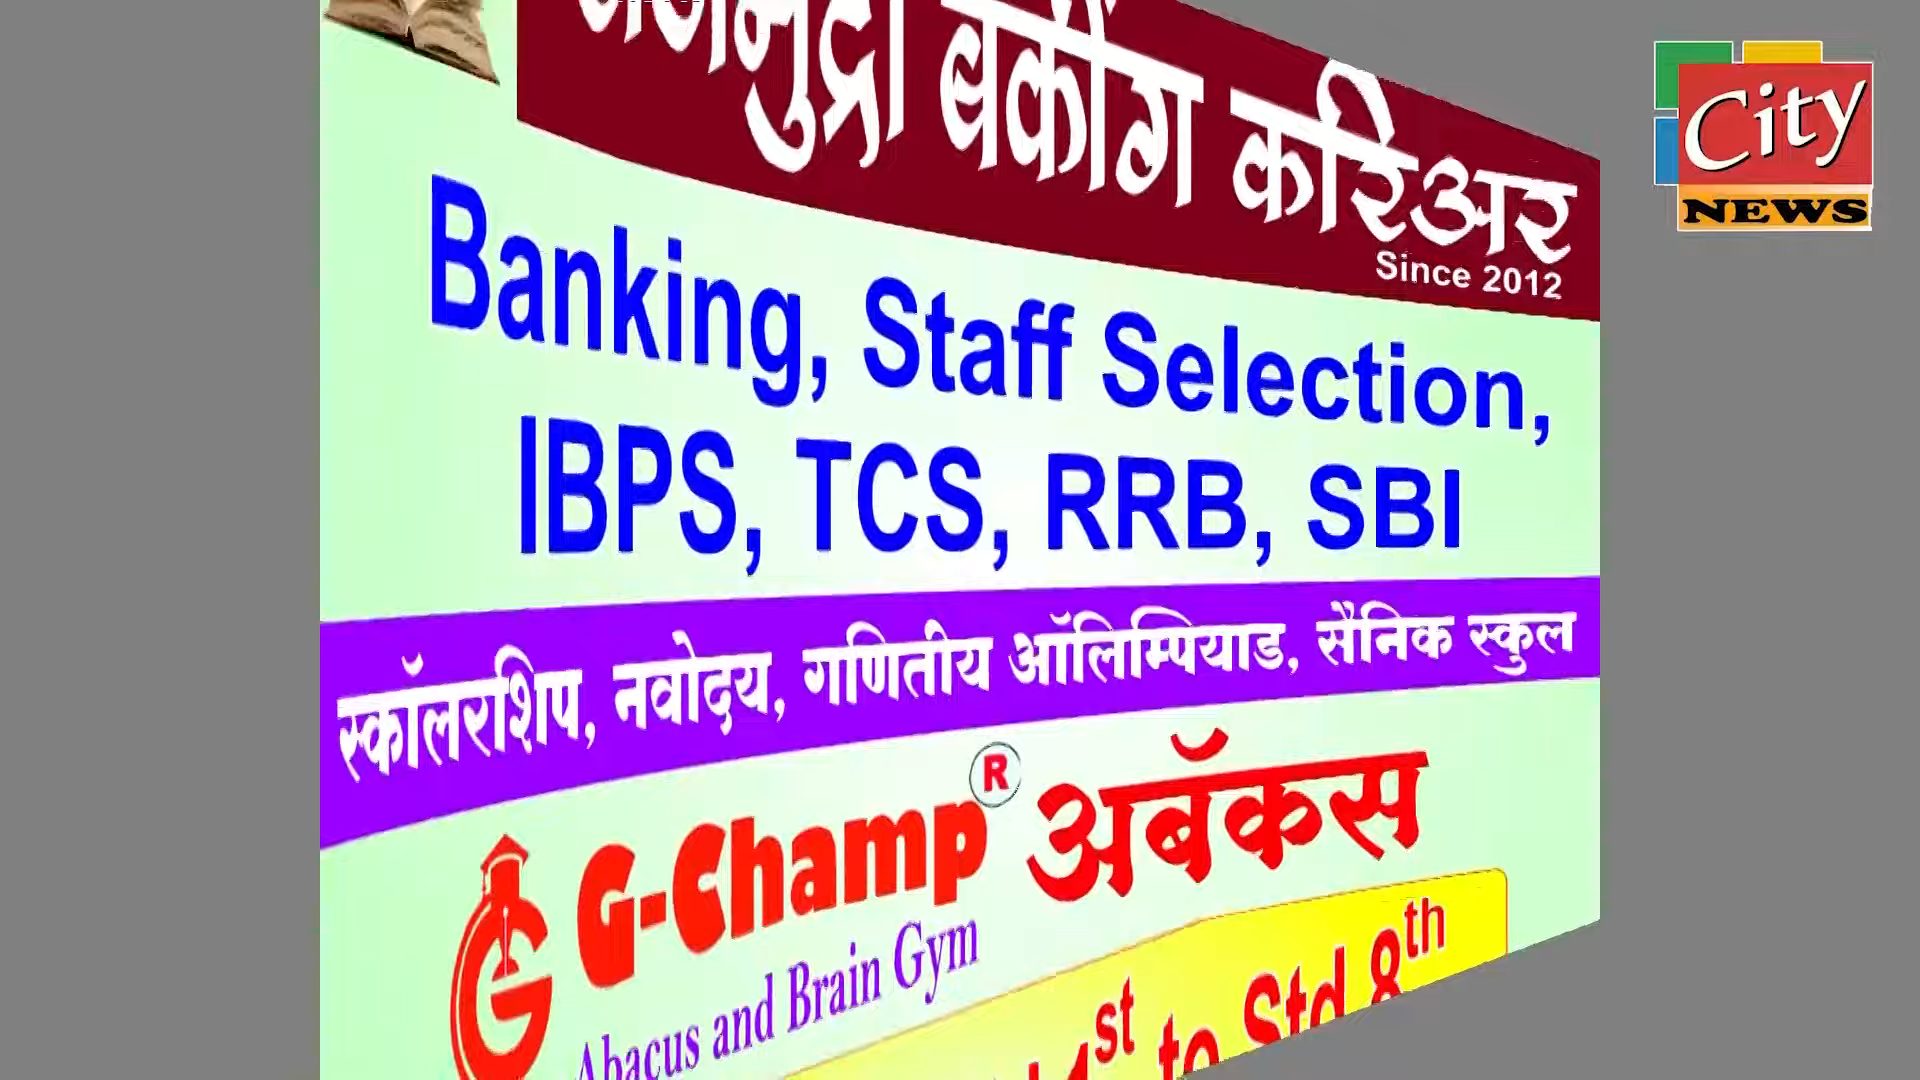 बँकींग करिअर
Since 2012
Banking, Staff Selection,
IBPS, TCS, RRB, SBI
स्कॉलरशिप, नवोदय, गणितीय ऑलिम्पियाड, सैनिक स्कुल
G-Champ® अबॅकस
Abacus and Brain Gym
1st to Std 8th
City
NEWS